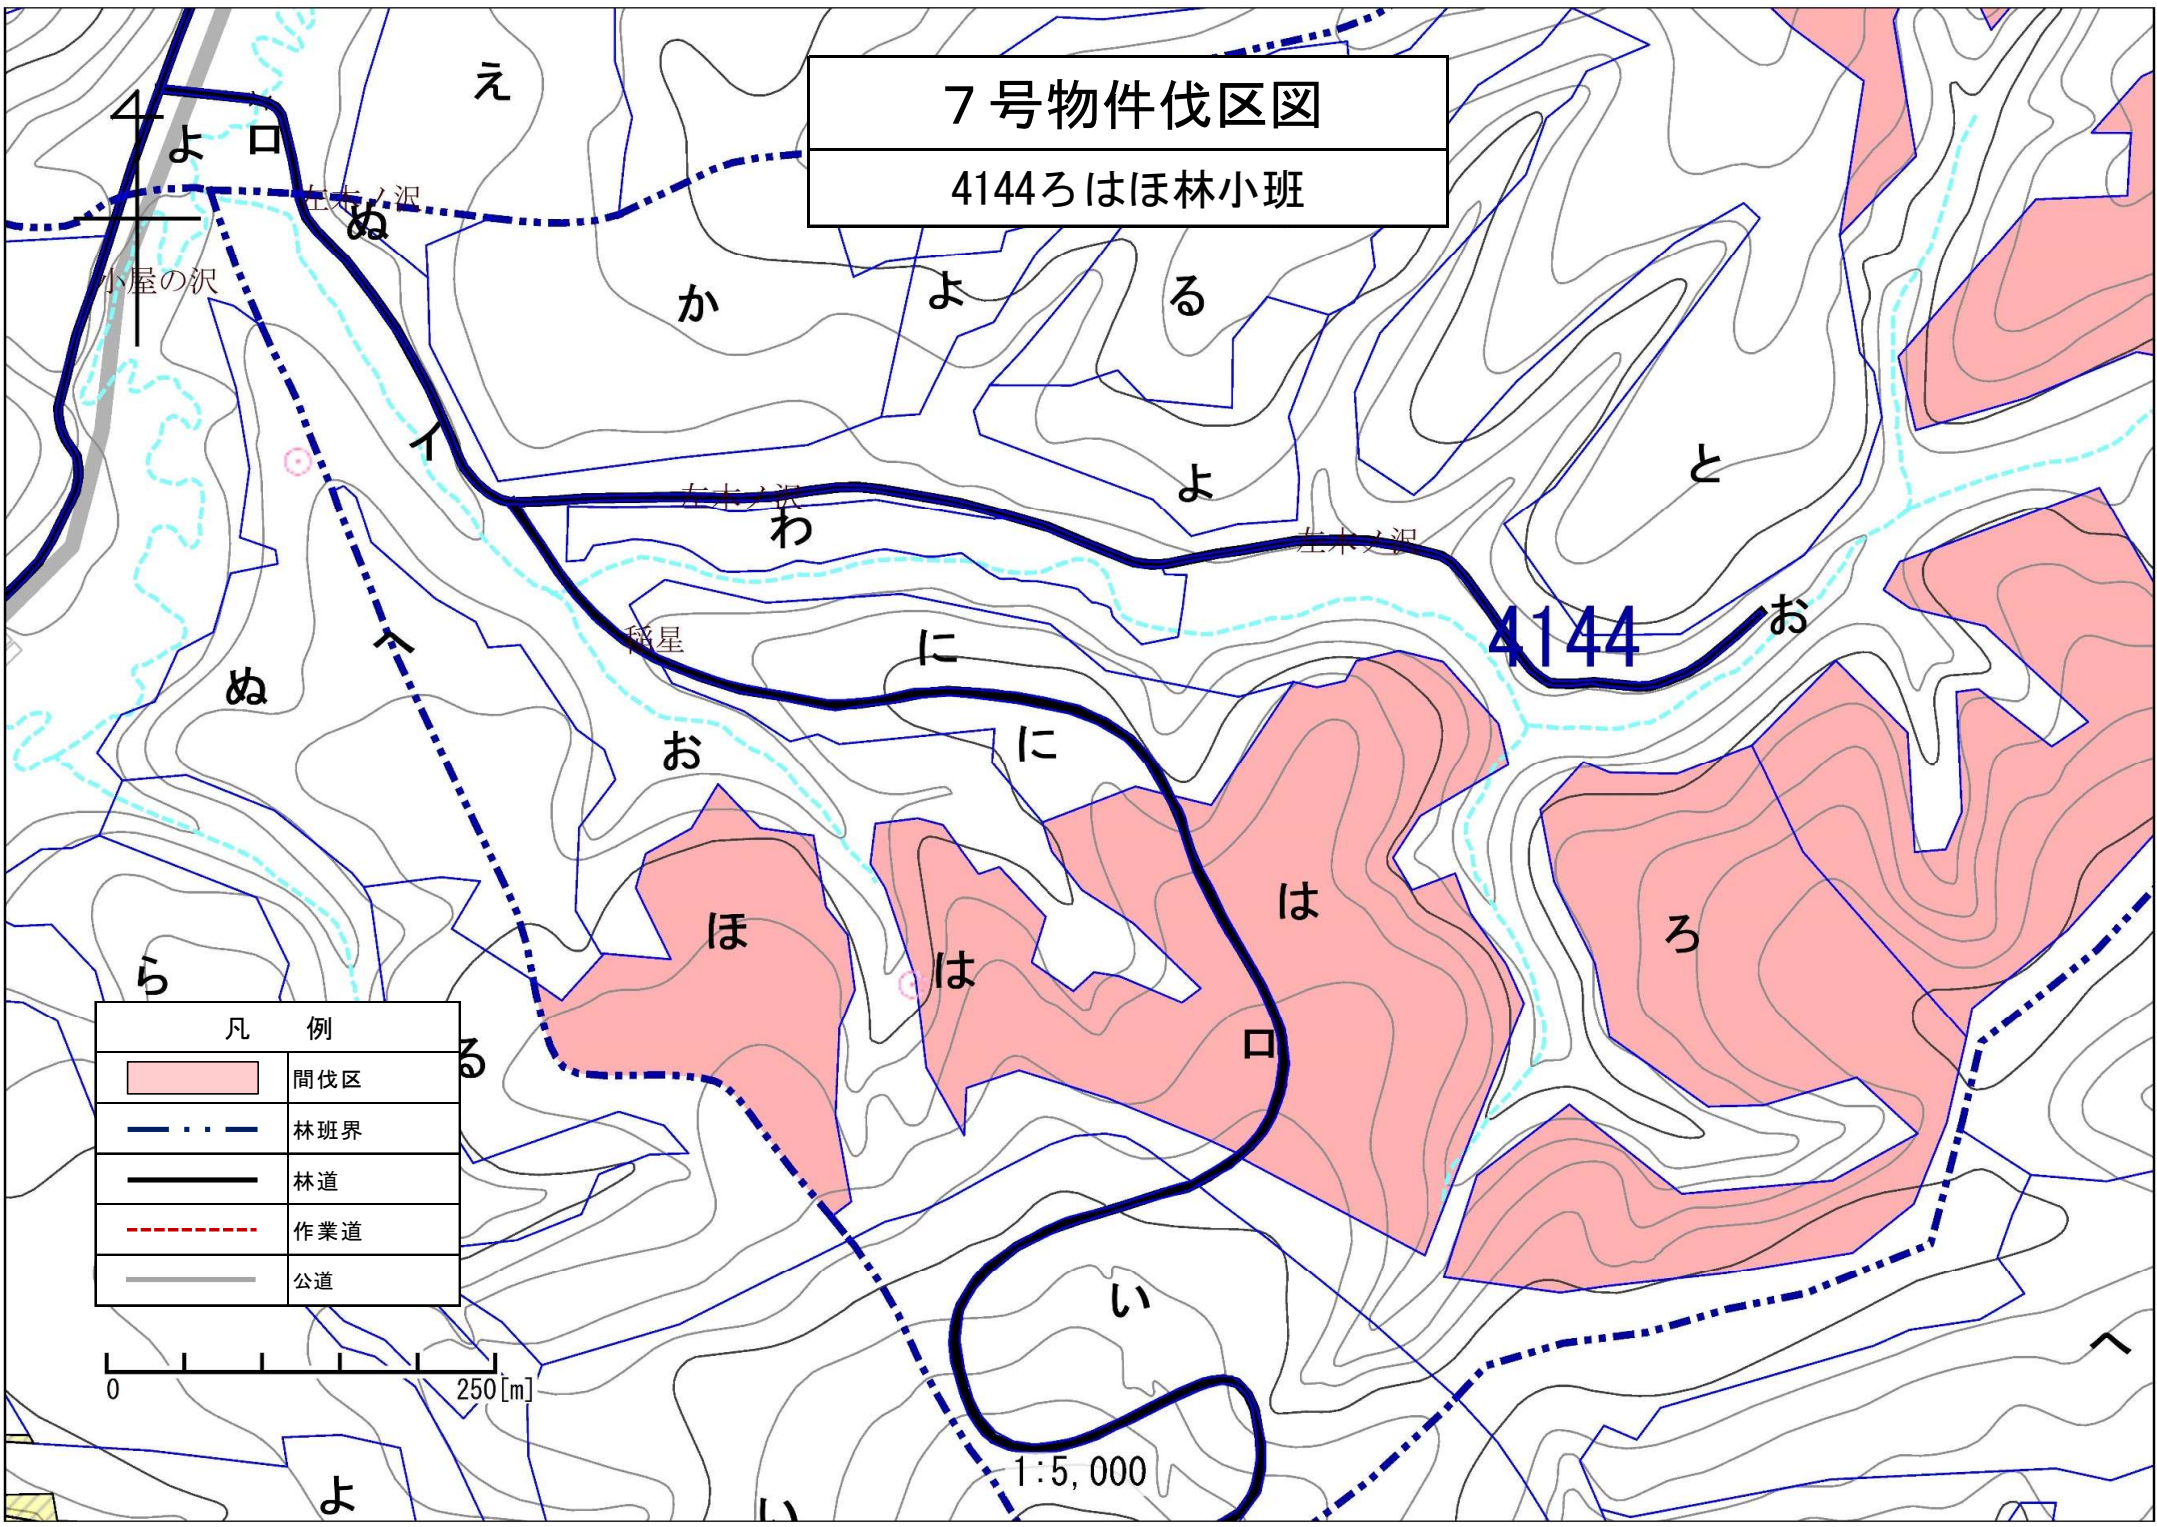 ７号物件伐区図
4144ろはほ林小班
え
よ
ロ
左木ノ沢
ぬ
小屋の沢
か
よ
る
イ
左木ノ沢
わ
よ
左木ノ沢
と
4144
お
稲星
に
へ
ぬ
に
お
は
ほ
ろ
は
ら
ロ
る
凡　例
間伐区
林班界
林道
作業道
公道
い
へ
0 250[m]
1:5,000
よ
い